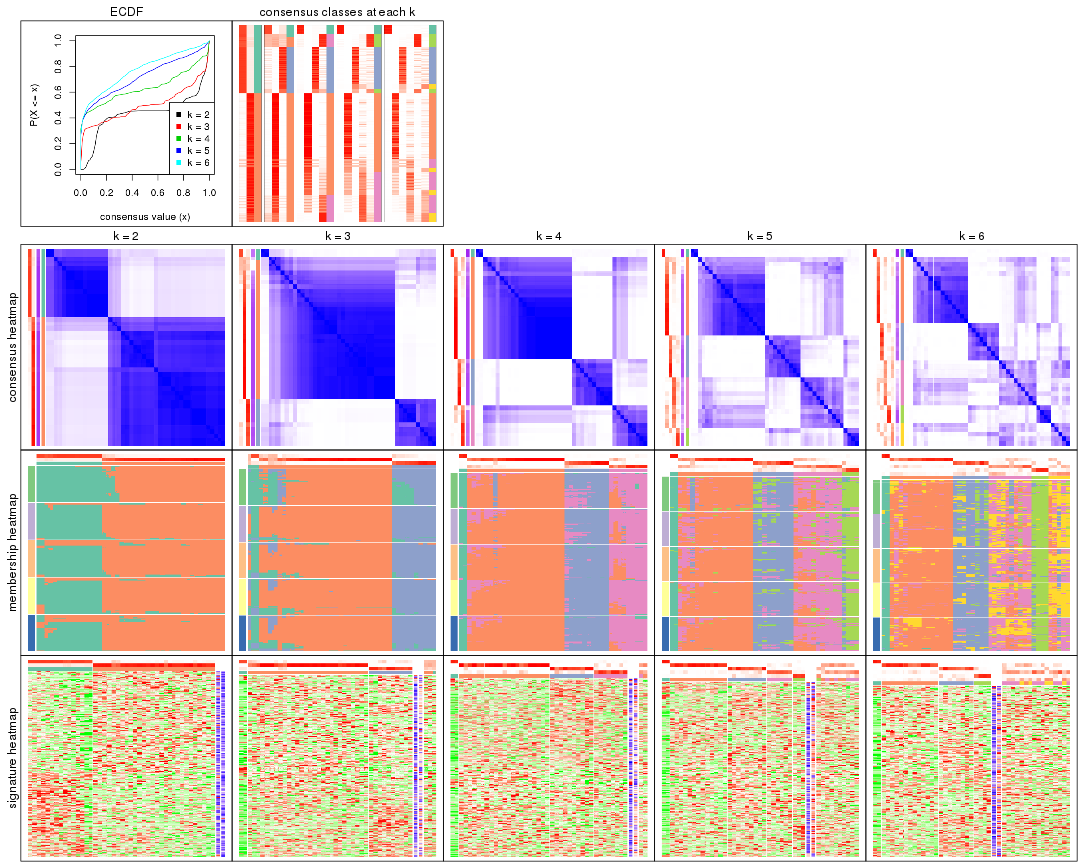 ECDF
consensus classes at each k
P(X <= x)
0.0 0.2 0.4 0.6 0.8 1.0
k = 2
k = 3
k = 4
k = 5
k = 6
0.0 0.2 0.4 0.6 0.8 1.0
consensus value (x)
k = 2
k = 3
k = 4
k = 5
k = 6
consensus heatmap
membership heatmap
signature heatmap